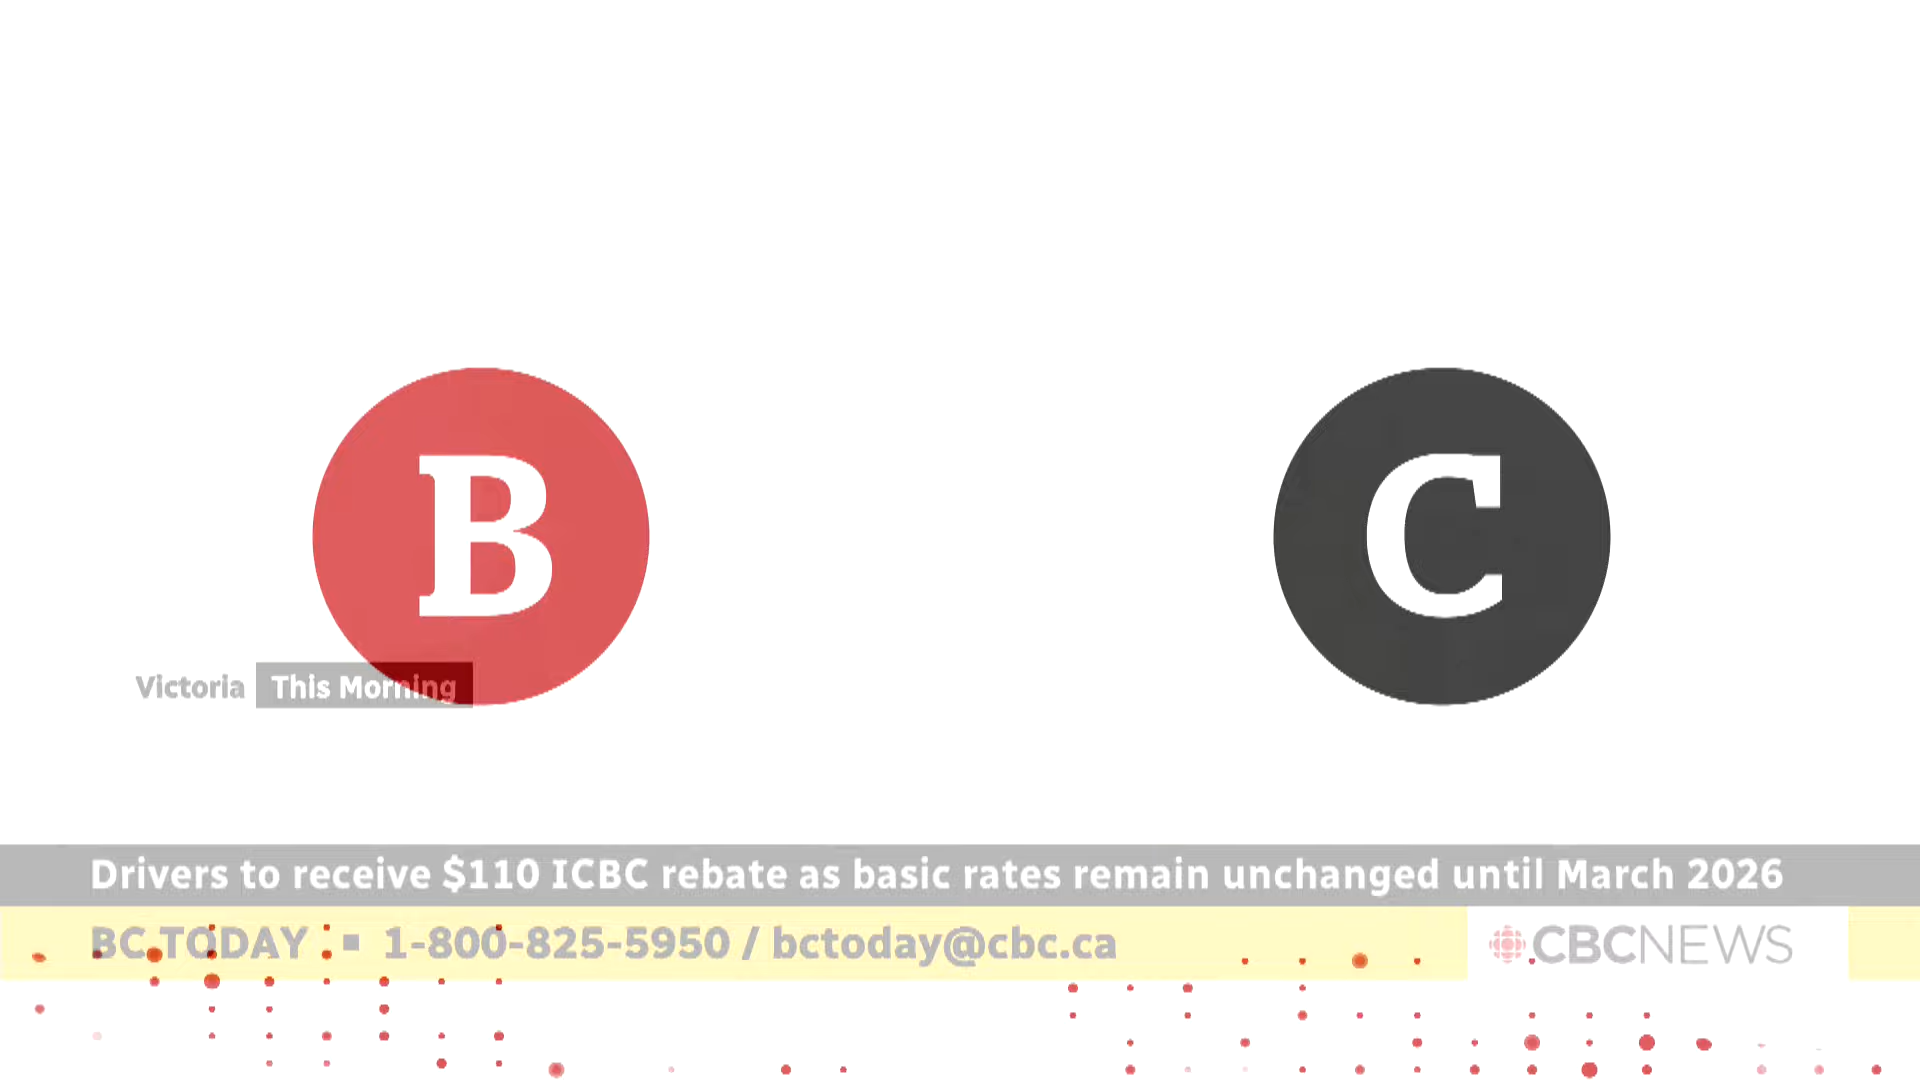 B
C
Victoria This Morning
Drivers to receive $110 ICBC rebate as basic rates remain unchanged until March 2026
BC TODAY ▪ 1-800-825-5950 / bctoday@cbc.ca
CBCNEWS